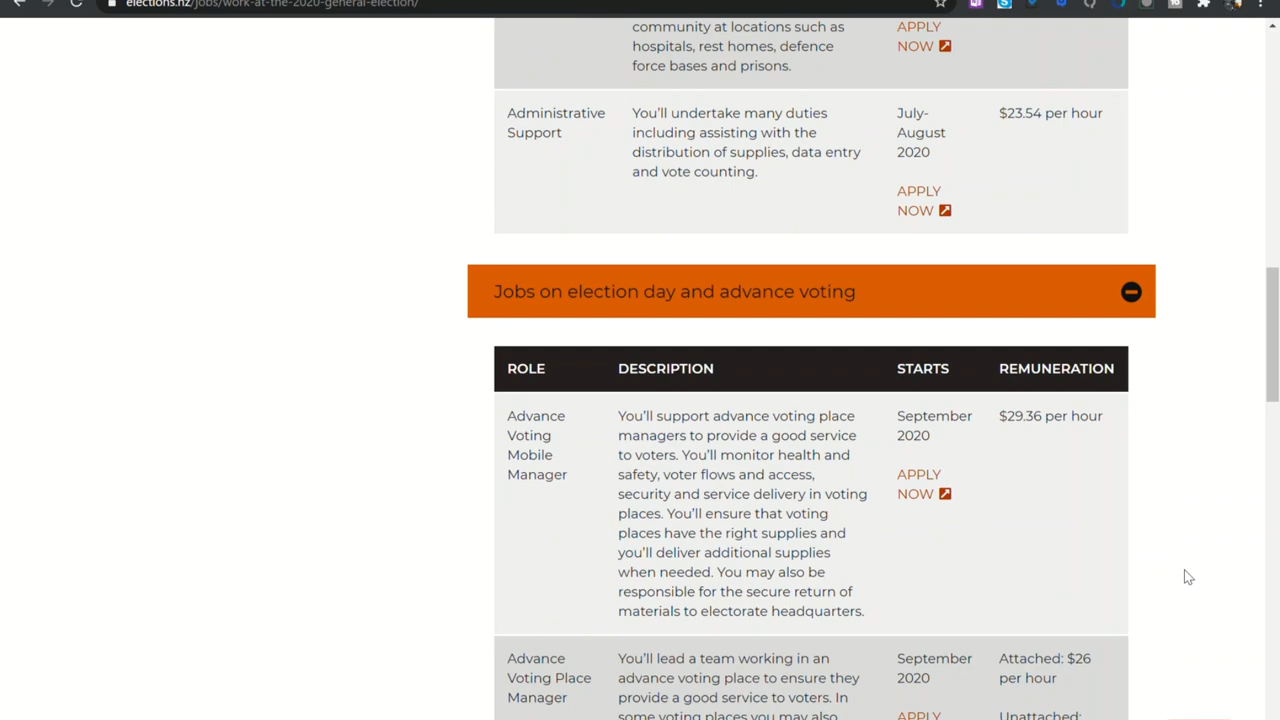 elections.nz/jobs/work-at-the-2020-general-election/
community at locations such as
hospitals, rest homes, defence
force bases and prisons.
APPLY
NOW
Administrative
Support
You’ll undertake many duties
including assisting with the
distribution of supplies, data entry
and vote counting.
July-
August
2020
APPLY
NOW
$23.54 per hour
Jobs on election day and advance voting
ROLE DESCRIPTION STARTS REMUNERATION
Advance
Voting
Mobile
Manager
You’ll support advance voting place
managers to provide a good service
to voters. You’ll monitor health and
safety, voter flows and access,
security and service delivery in voting
places. You’ll ensure that voting
places have the right supplies and
you’ll deliver additional supplies
when needed. You may also be
responsible for the secure return of
materials to electorate headquarters.
September
2020
APPLY
NOW
$29.36 per hour
Advance
Voting Place
Manager
You’ll lead a team working in an
advance voting place to ensure they
provide a good service to voters. In
some voting places you may also
September
2020
APPLY
Attached: $26
per hour
Unattached: